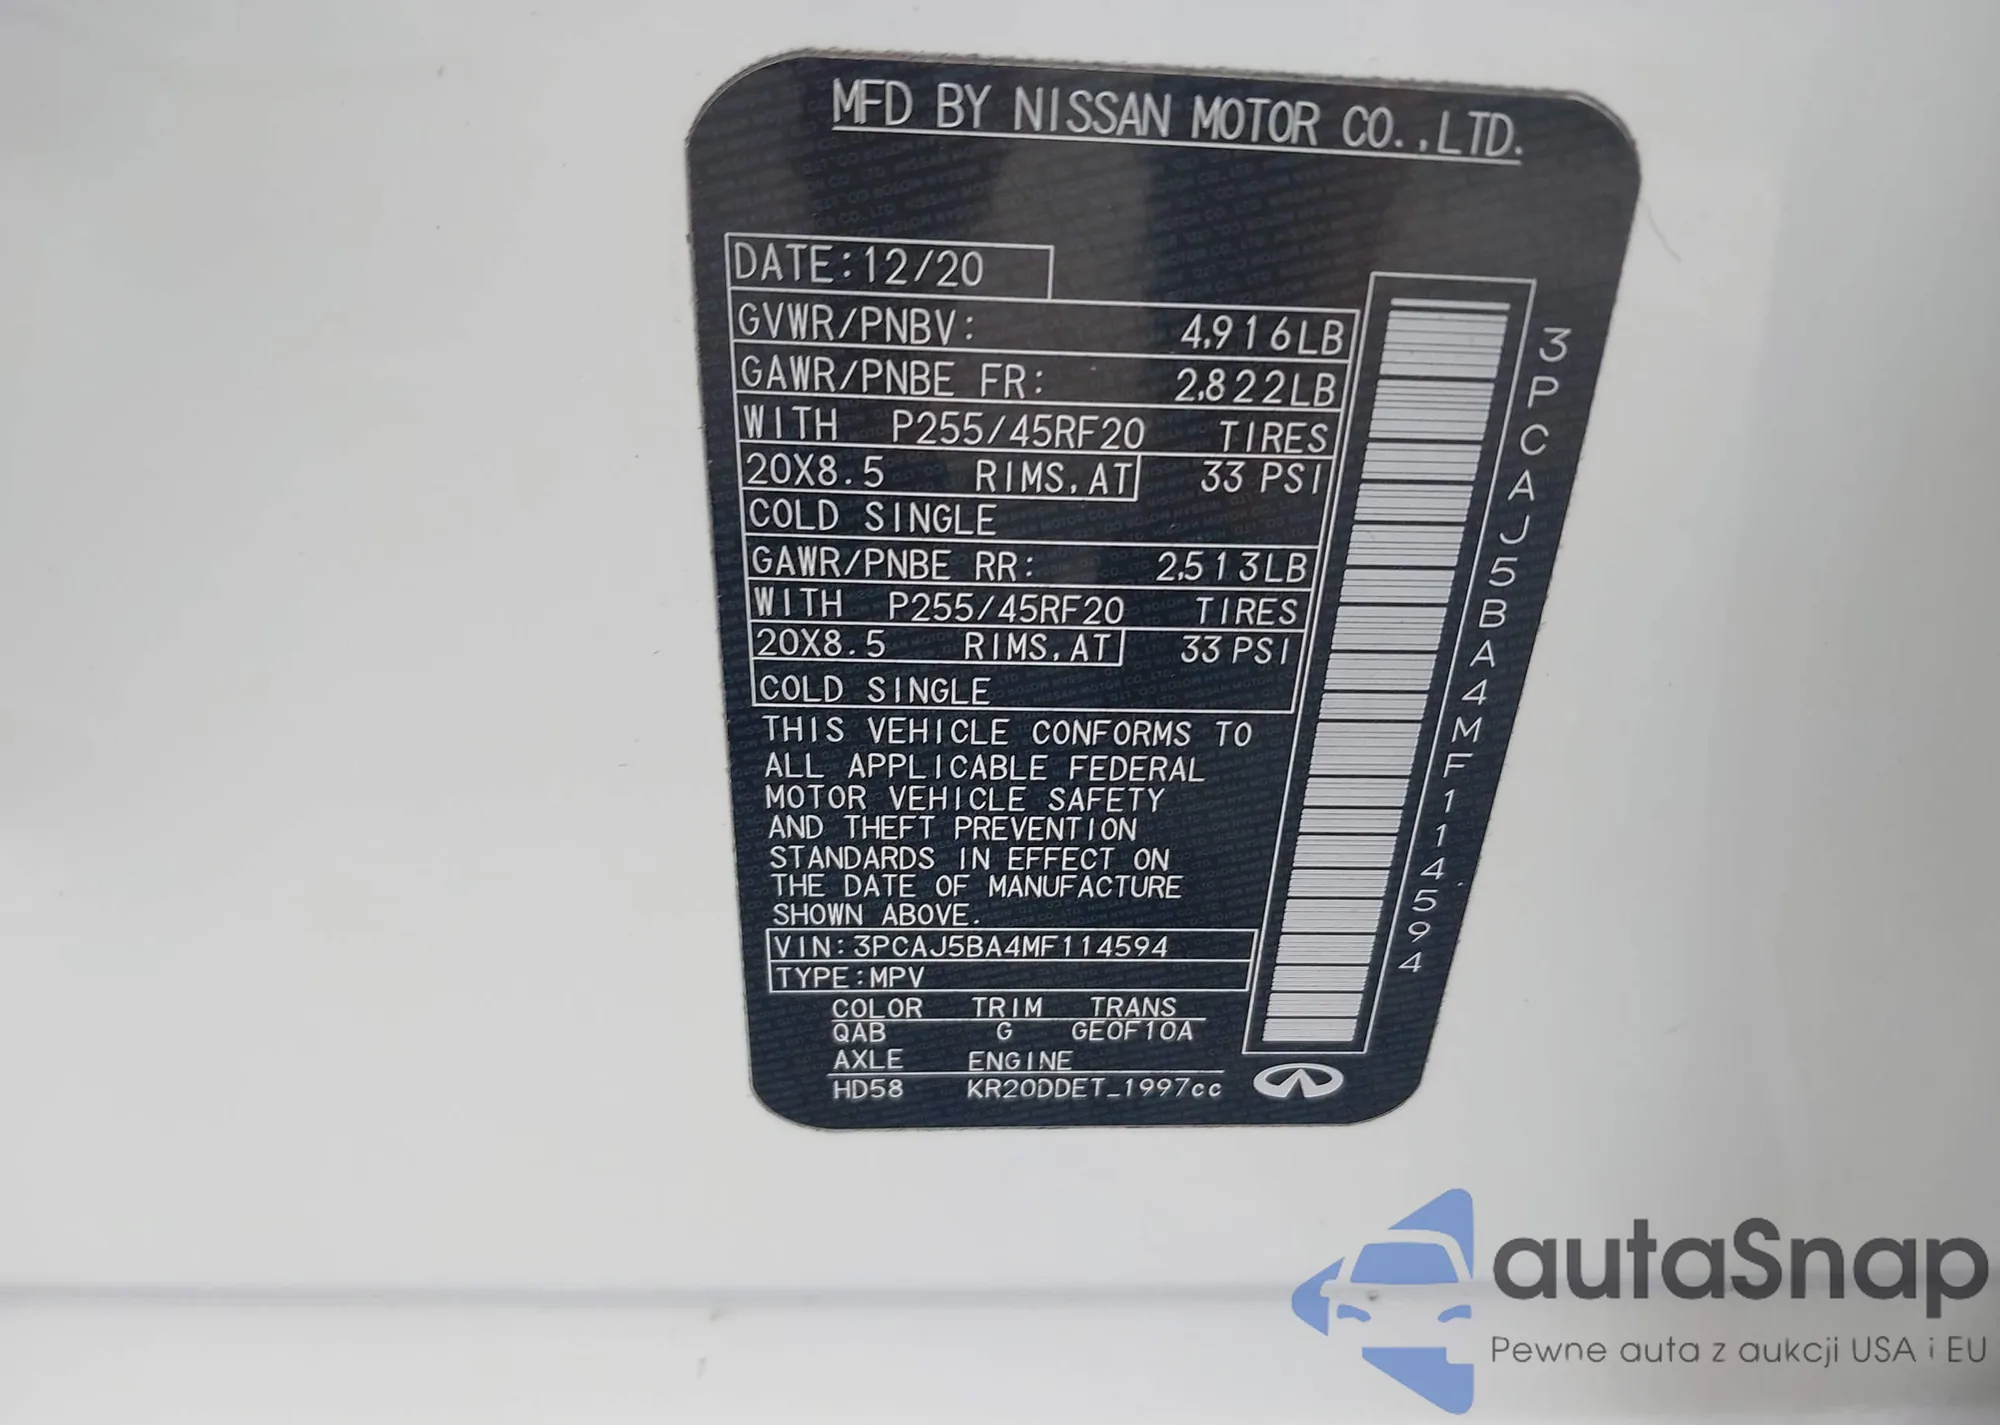 MFD BY NISSAN MOTOR CO.,LTD.
DATE:12/20
GVWR/PNBV: 4,916LB
GAWR/PNBE FR: 2,822LB
WITH P255/45RF20 TIRES
20X8.5 RIMS,AT 33 PSI
COLD SINGLE
GAWR/PNBE RR: 2,513LB
WITH P255/45RF20 TIRES
20X8.5 RIMS,AT 33 PSI
COLD SINGLE
THIS VEHICLE CONFORMS TO
ALL APPLICABLE FEDERAL
MOTOR VEHICLE SAFETY
AND THEFT PREVENTION
STANDARDS IN EFFECT ON
THE DATE OF MANUFACTURE
SHOWN ABOVE.
VIN:3PCAJ5BA4MF114594
TYPE:MPV
COLOR TRIM TRANS
QAB G GE0F10A
AXLE ENGINE
HD58 KR20DDET_1997cc
3PCAJ5BA4MF114594
autaSnap
Pewne auta z aukcji USA i EU